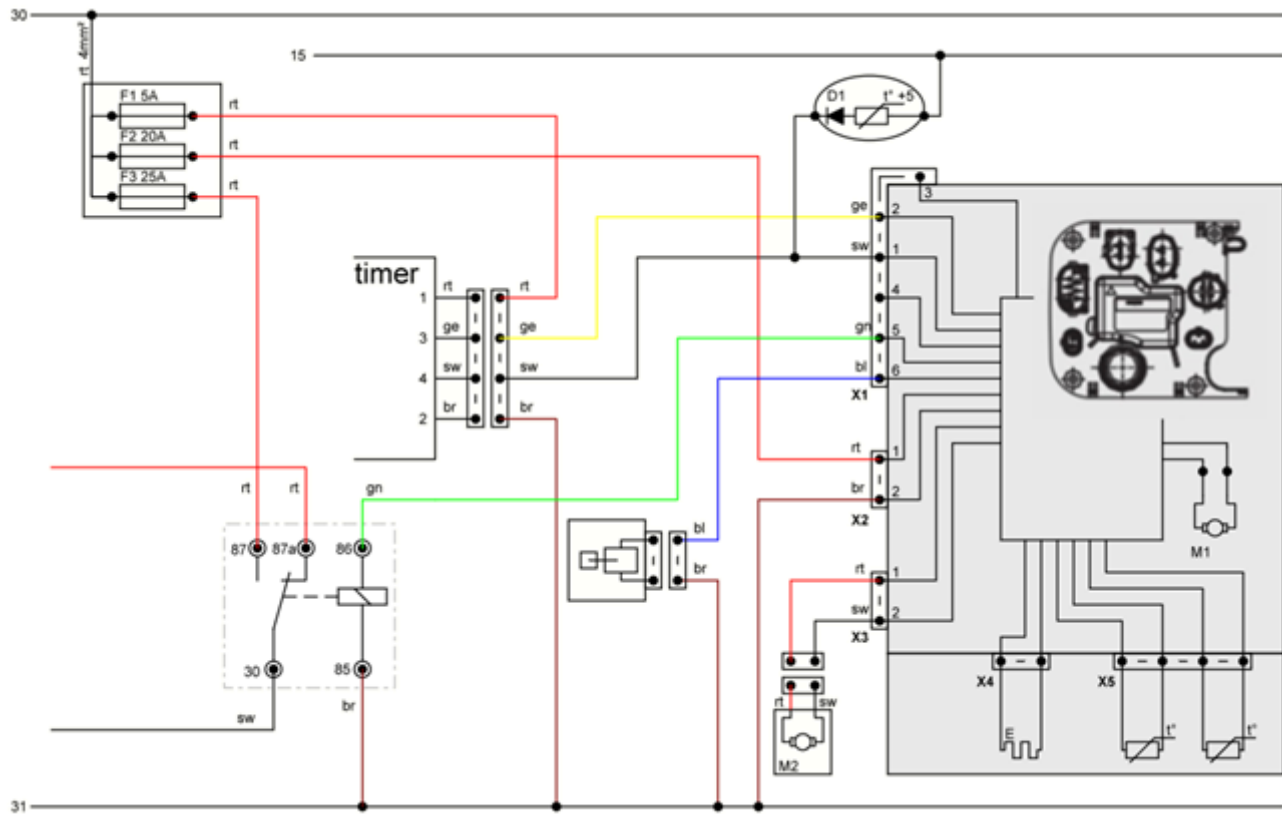 30
rt 4mm²
15
F1 5A
rt
D1
t° +5
F2 20A
rt
F3 25A
rt
3
ge
2
timer
sw
1
1
rt
rt
4
3
ge
ge
gn
5
4
sw
sw
bl
6
X1
2
br
br
rt
1
rt
rt
gn
br
2
X2
87
87a
86
bl
M1
br
rt
1
sw
2
X3
30
85
X4
X5
br
sw
rt
sw
E
t°
t°
M2
31